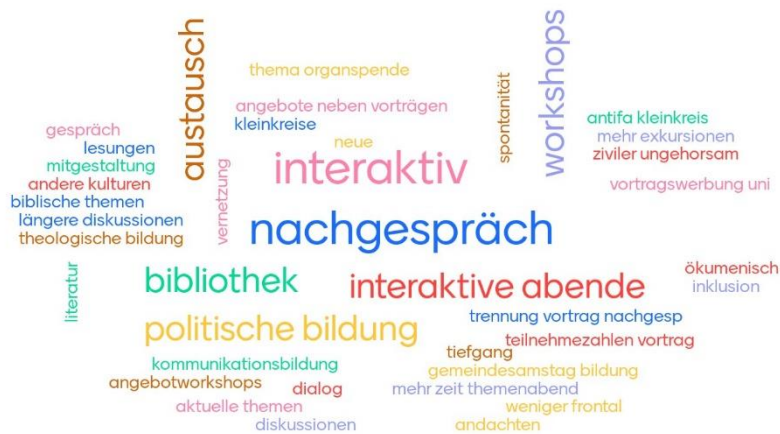 austausch
workshops
thema organspende
spontanität
angebote neben vorträgen
kleinkreise
antifa kleinkreis
gespräch
mehr exkursionen
lesungen
neue
ziviler ungehorsam
mitgestaltung
interaktiv
andere kulturen
vortragswerbung uni
biblische themen
vernetzung
längere diskussionen
nachgespräch
theologische bildung
literatur
bibliothek
interaktive abende
ökumenisch
inklusion
politische bildung
trennung vortrag nachgesp
teilnehmezahlen vortrag
tiefgang
kommunikationsbildung
gemeindesamstag bildung
angebotworkshops
dialog
mehr zeit themenabend
aktuelle themen
weniger frontal
diskussionen
andachten